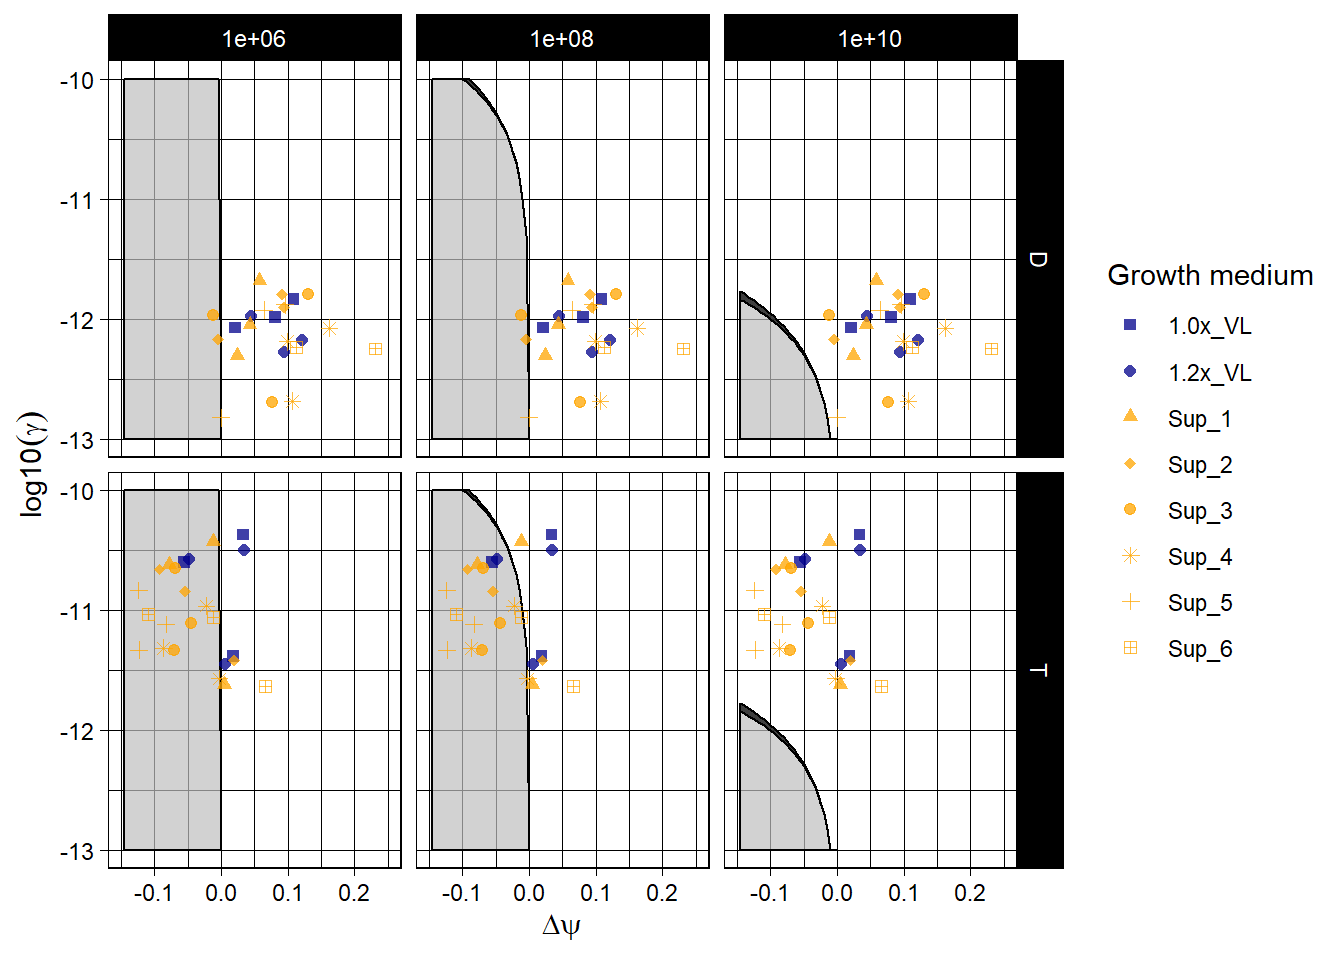 1e+06 1e+08 1e+10
-10
-11
-12
-13
D
-10
-11
-12
-13
T
log10(γ)
-0.1 0.0 0.1 0.2 -0.1 0.0 0.1 0.2 -0.1 0.0 0.1 0.2
Δψ
Growth medium
1.0x_VL
1.2x_VL
Sup_1
Sup_2
Sup_3
Sup_4
Sup_5
Sup_6